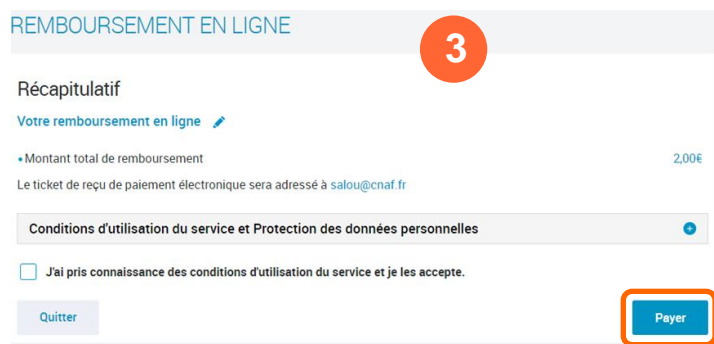 REMBOURSEMENT EN LIGNE
3
Récapitulatif
Votre remboursement en ligne
• Montant total de remboursement 2,00€
Le ticket de reçu de paiement électronique sera adressé à salou@cnaf.fr
Conditions d'utilisation du service et Protection des données personnelles
J'ai pris connaissance des conditions d'utilisation du service et je les accepte.
Quitter Payer